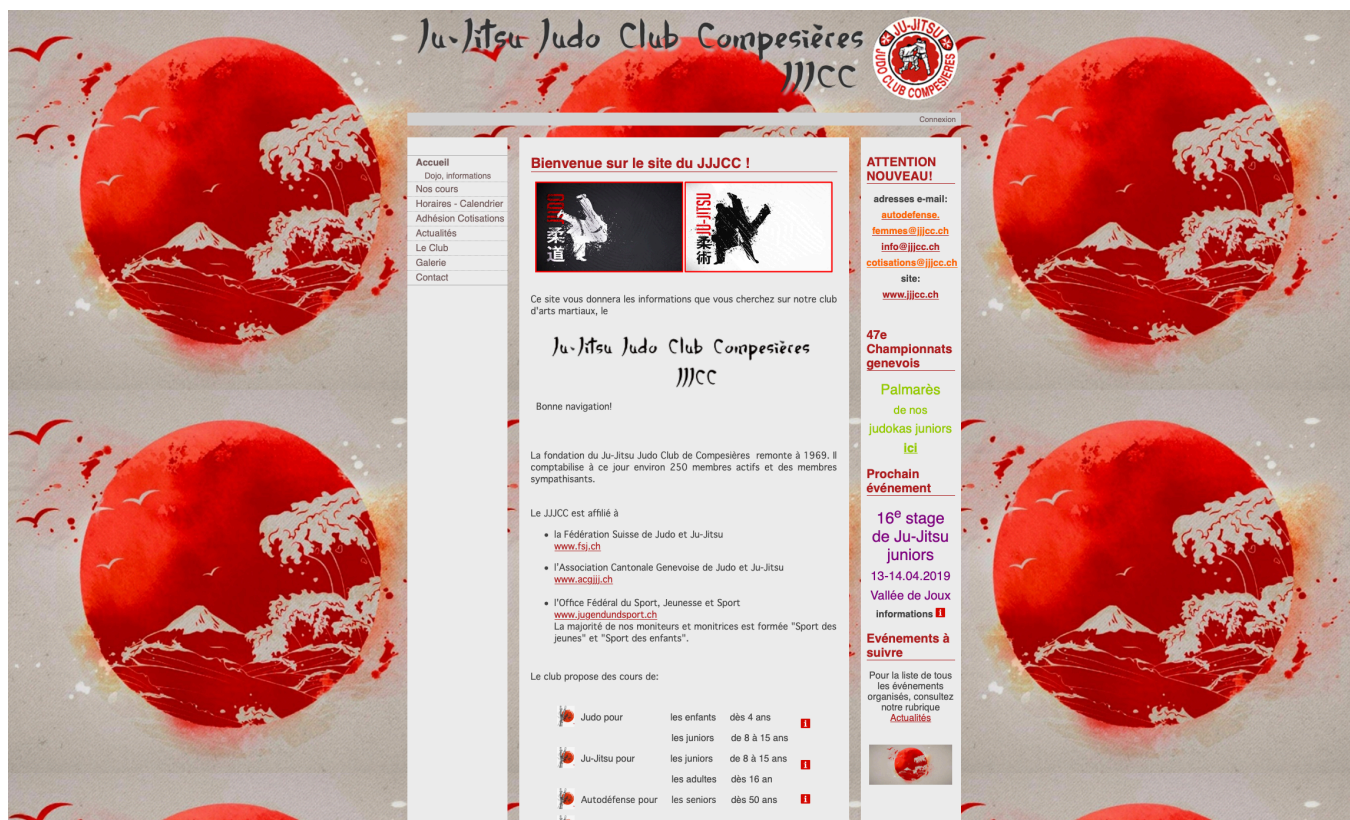 Ju-Jitsu Judo Club Compesières
JJJCC
JU-JITSU
JUDO CLUB COMPESIERES
Connexion
Accueil
Dojo, informations
Nos cours
Horaires - Calendrier
Adhésion Cotisations
Actualités
Le Club
Galerie
Contact
Bienvenue sur le site du JJJCC !
JUDO
柔道
JU-JITSU
柔術
Ce site vous donnera les informations que vous cherchez sur notre club
d'arts martiaux, le
Ju-Jitsu Judo Club Compesières
JJJCC
Bonne navigation!
La fondation du Ju-Jitsu Judo Club de Compesières remonte à 1969. Il
comptabilise à ce jour environ 250 membres actifs et des membres
sympathisants.
Le JJJCC est affilié à
• la Fédération Suisse de Judo et Ju-Jitsu
www.fsj.ch
• l'Association Cantonale Genevoise de Judo et Ju-Jitsu
www.acgjjj.ch
• l'Office Fédéral du Sport, Jeunesse et Sport
www.jugendundsport.ch
La majorité de nos moniteurs et monitrices est formée "Sport des
jeunes" et "Sport des enfants".
Le club propose des cours de:
Judo pour les enfants dès 4 ans
les juniors de 8 à 15 ans
Ju-Jitsu pour les juniors de 8 à 15 ans
les adultes dès 16 an
Autodéfense pour les seniors dès 50 ans
ATTENTION
NOUVEAU!
adresses e-mail:
autodefense.
femmes@jjjcc.ch
info@jjjcc.ch
cotisations@jjjcc.ch
site:
www.jjjcc.ch
47e
Championnats
genevois
Palmarès
de nos
judokas juniors
ici
Prochain
événement
16e stage
de Ju-Jitsu
juniors
13-14.04.2019
Vallée de Joux
informations i
Evénements à
suivre
Pour la liste de tous
les événements
organisés, consultez
notre rubrique
Actualités